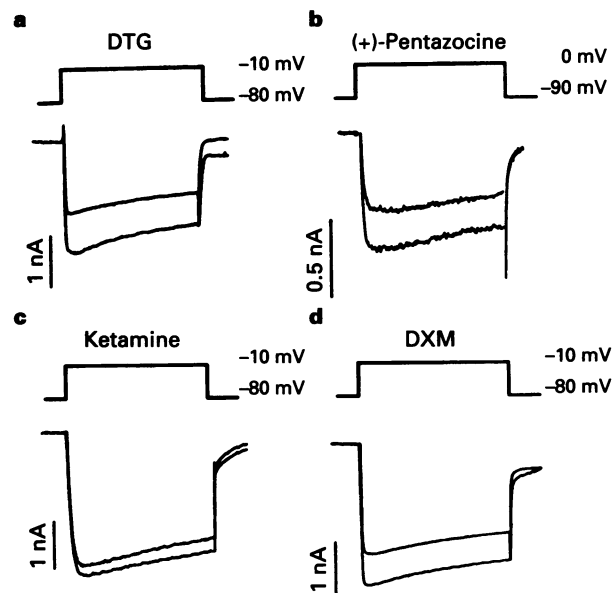 a
DTG
–10 mV
–80 mV
1 nA
b
(+)-Pentazocine
0 mV
–90 mV
0.5 nA
c
Ketamine
–10 mV
–80 mV
1 nA
d
DXM
–10 mV
–80 mV
1 nA